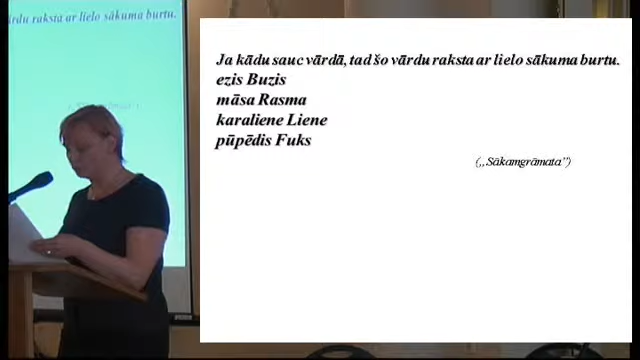 vārdu raksta ar lielo sākuma burtu.
Ja kādu sauc vārdā, tad šo vārdu raksta ar lielo sākuma burtu.
ezis Buzis
māsa Rasma
karaliene Liene
pūpēdis Fuks
(„Sākamgrāmata”)